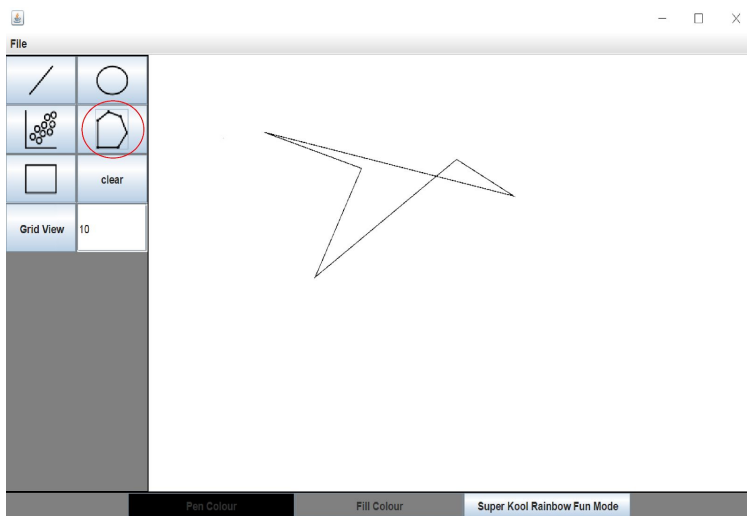 File
clear
Grid View
10
Pen Colour
Fill Colour
Super Kool Rainbow Fun Mode